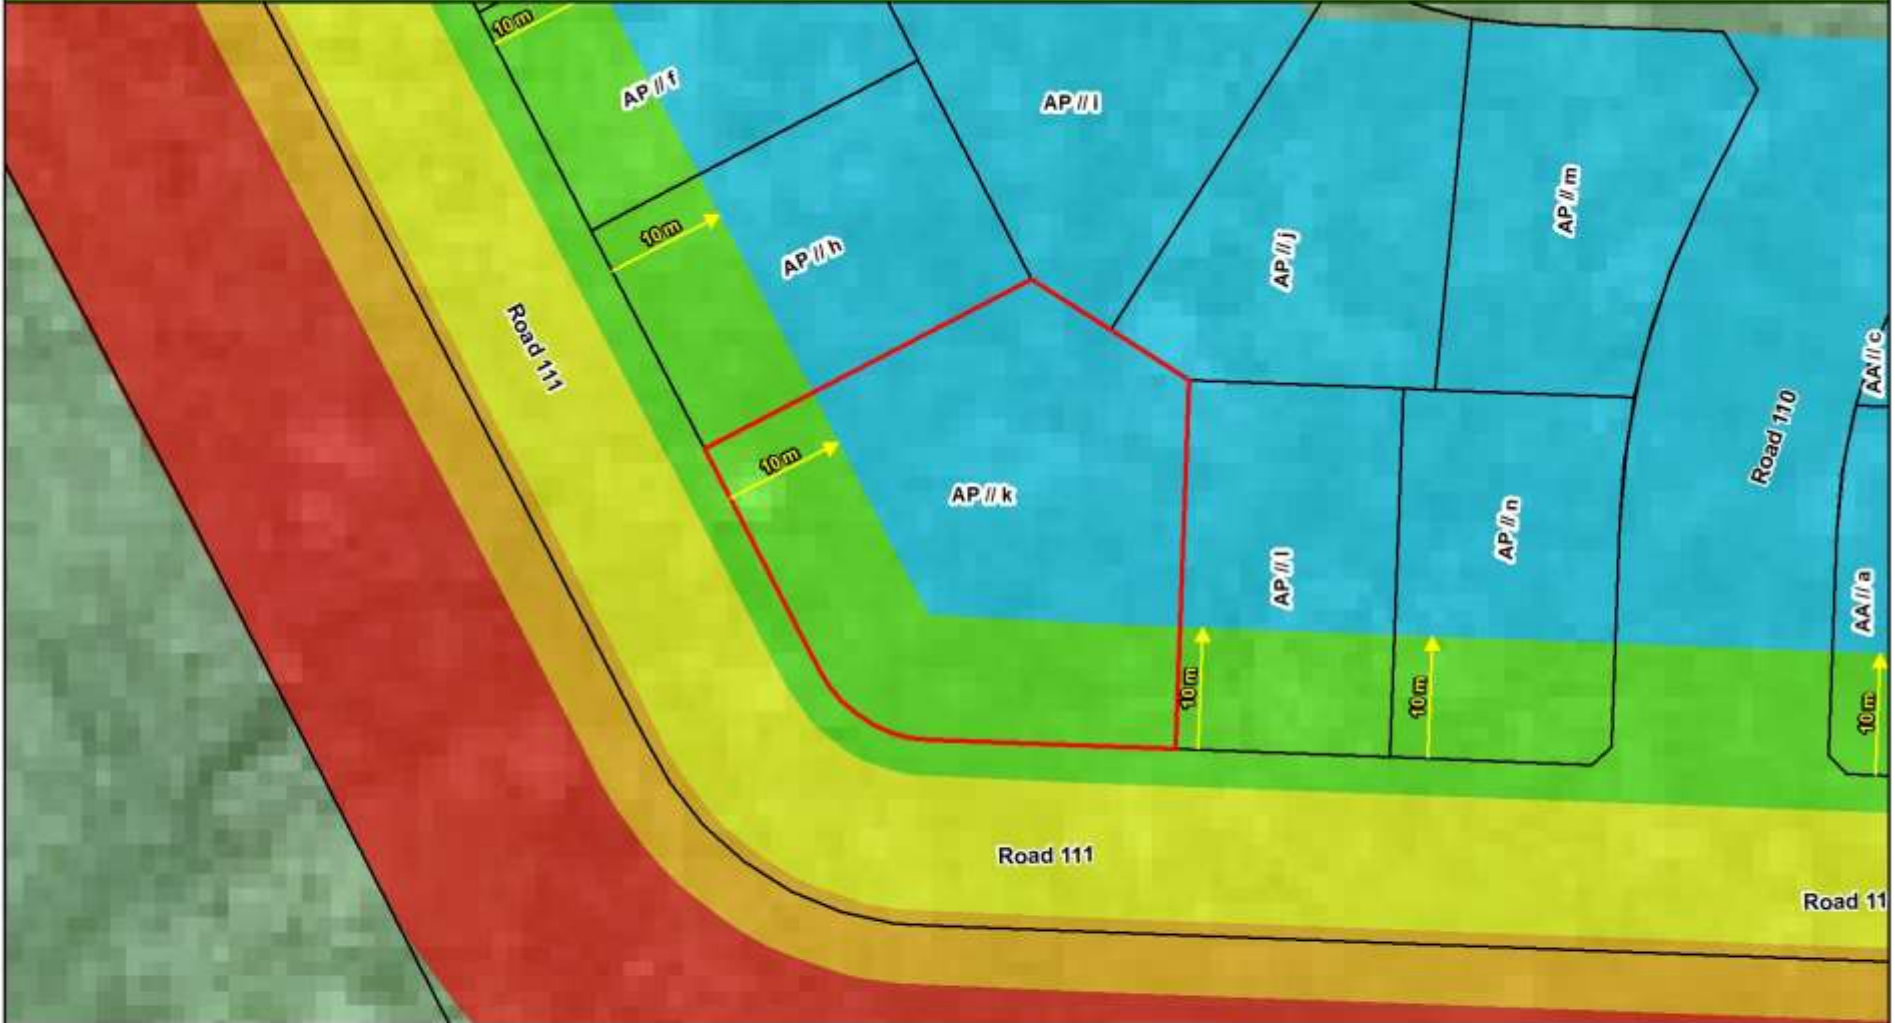 10 m
AP // f
AP // i
10 m
AP // h
AP // j
AP // m
Road 111
AA // c
Road 110
10 m
AP // k
AP // n
AP // l
AA // a
10 m
10 m
10 m
Road 111
Road 11